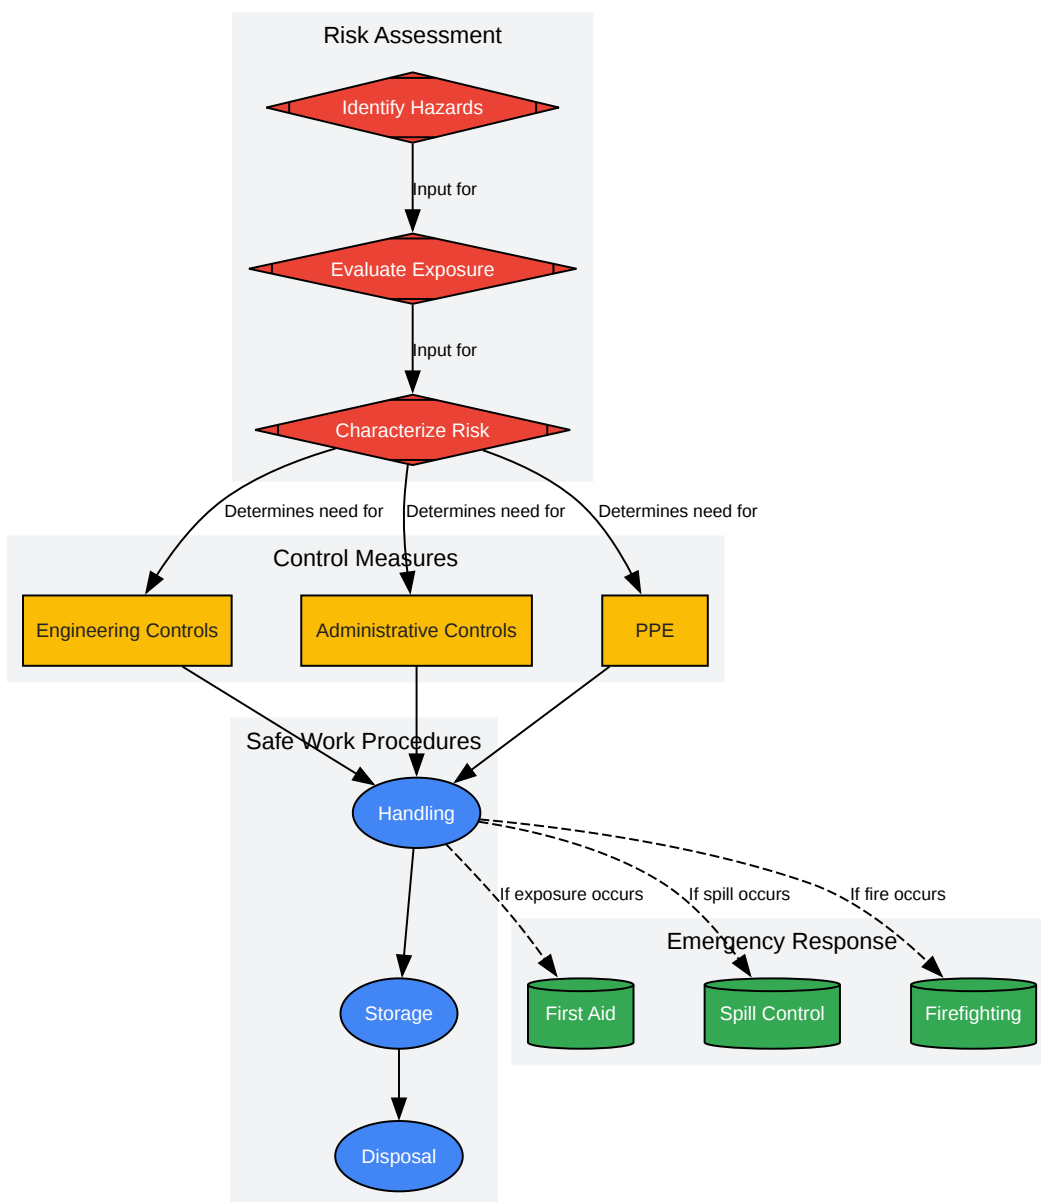 Risk Assessment
Identify Hazards
Input for
Evaluate Exposure
Input for
Characterize Risk
Determines need for
Determines need for
Determines need for
Control Measures
Engineering Controls
Administrative Controls
PPE
Safe Work Procedures
Handling
If exposure occurs
If spill occurs
If fire occurs
Emergency Response
Storage
First Aid
Spill Control
Firefighting
Disposal